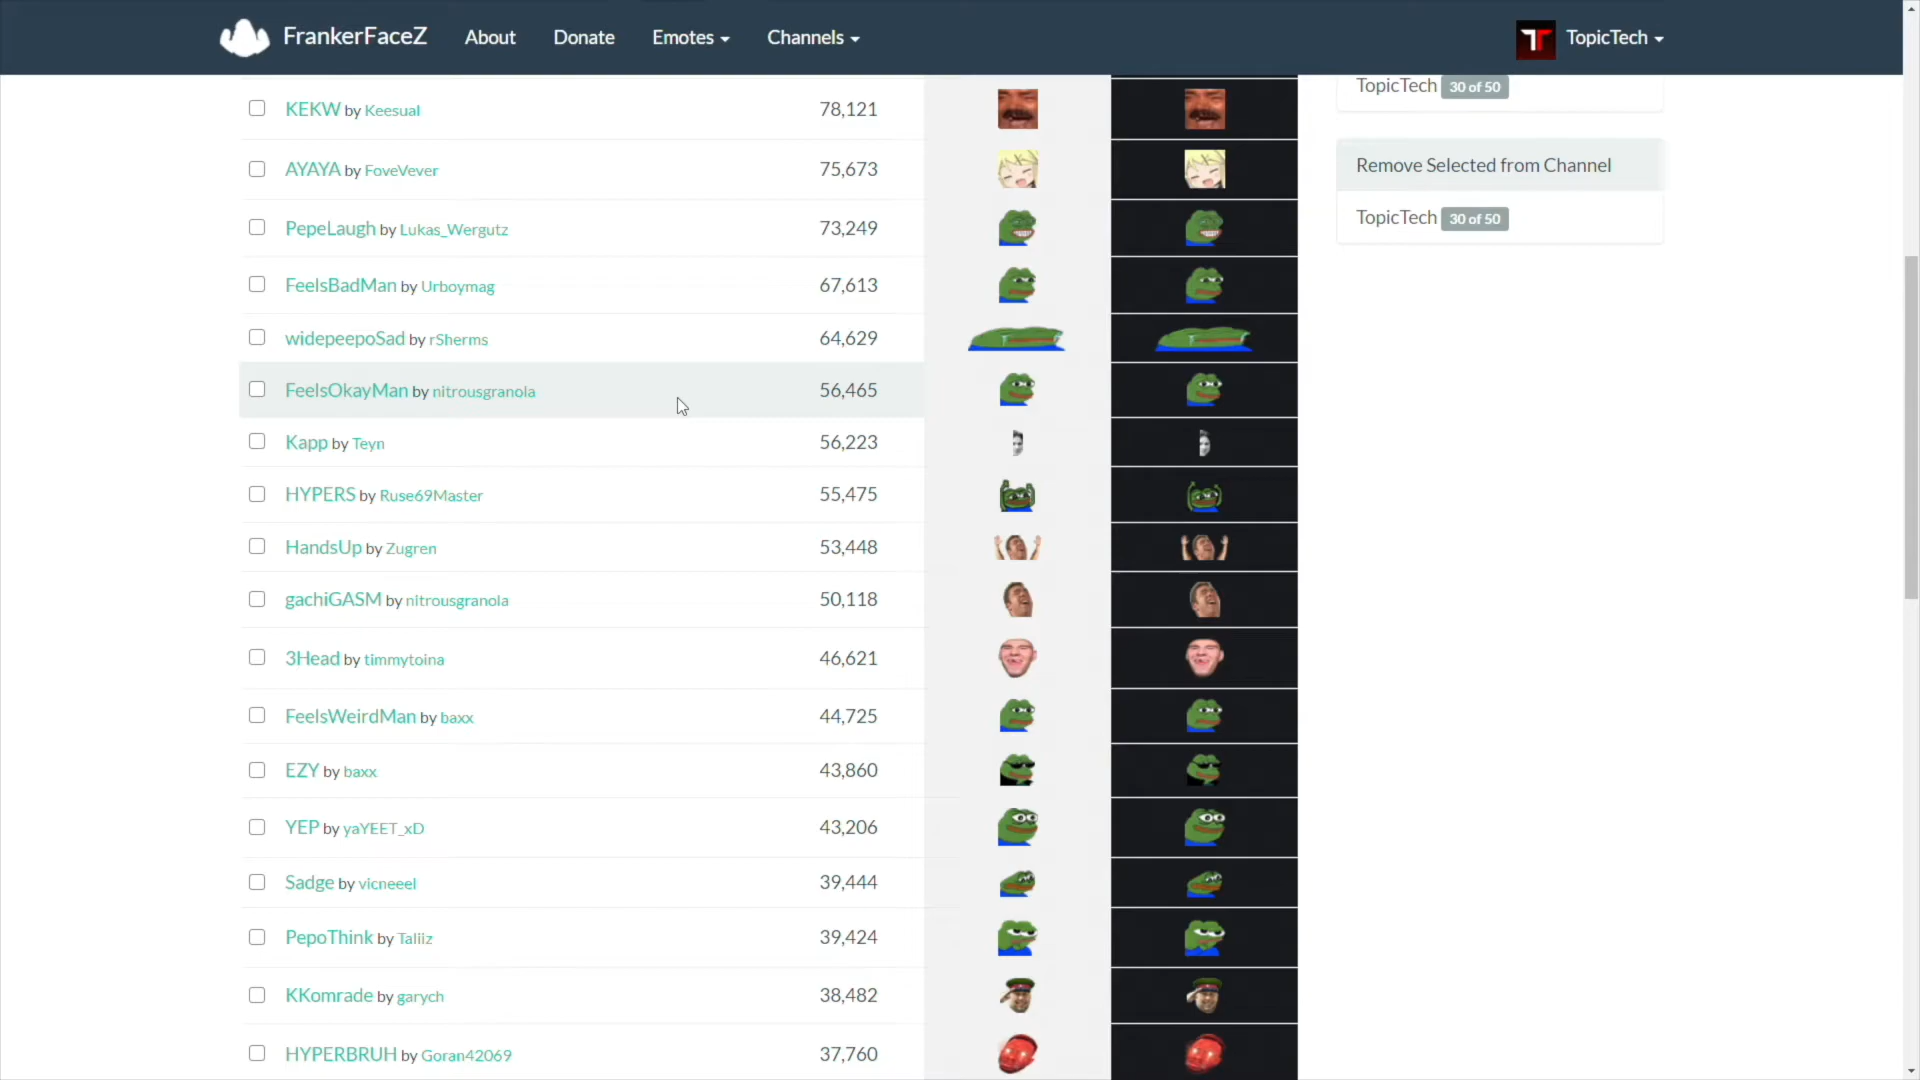 FrankerFaceZ About Donate Emotes Channels TopicTech
TopicTech 30 of 50
Remove Selected from Channel
TopicTech 30 of 50
KEKW by Keesual 78,121
AYAYA by FoveVever 75,673
PepeLaugh by Lukas_Wergutz 73,249
FeelsBadMan by Urboymag 67,613
widepeepoSad by rSherms 64,629
FeelsOkayMan by nitrousgranola 56,465
Kapp by Teyn 56,223
HYPERS by Ruse69Master 55,475
HandsUp by Zugren 53,448
gachiGASM by nitrousgranola 50,118
3Head by timmytoina 46,621
FeelsWeirdMan by baxx 44,725
EZY by baxx 43,860
YEP by yaYEET_xD 43,206
Sadge by vicneeel 39,444
PepoThink by Taliiz 39,424
KKomrade by garych 38,482
HYPERBRUH by Goran42069 37,760